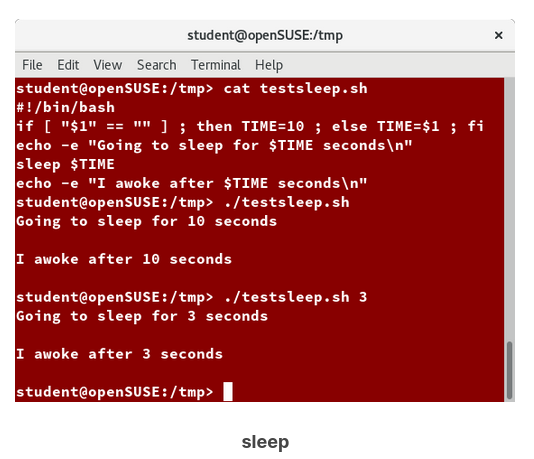 student@openSUSE:/tmp
×
File Edit View Search Terminal Help
student@openSUSE:/tmp> cat testsleep.sh
#!/bin/bash
if [ "$1" == "" ] ; then TIME=10 ; else TIME=$1 ; fi
echo -e "Going to sleep for $TIME seconds\n"
sleep $TIME
echo -e "I awoke after $TIME seconds\n"
student@openSUSE:/tmp> ./testsleep.sh
Going to sleep for 10 seconds
I awoke after 10 seconds
student@openSUSE:/tmp> ./testsleep.sh 3
Going to sleep for 3 seconds
I awoke after 3 seconds
student@openSUSE:/tmp>
sleep